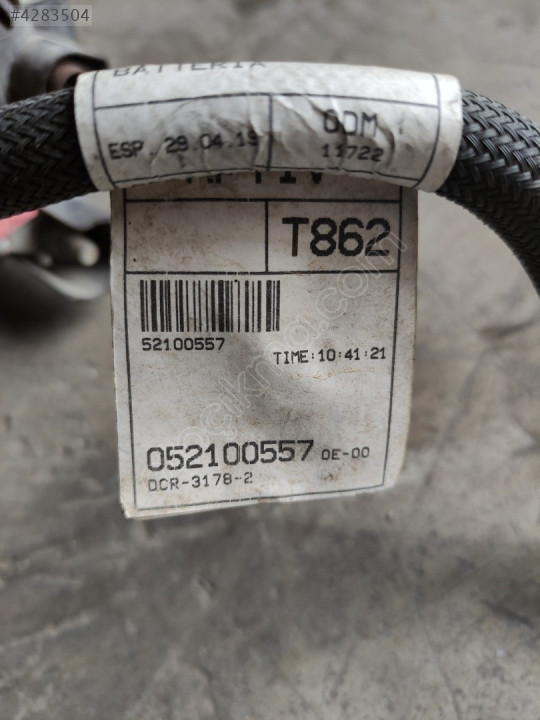 #4283504
BATTERIA
ODM
ESP. 29.04.19
11722
APTIV
T862
52100557
TIME:10:41:21
052100557 0E-00
DCR-3178-2